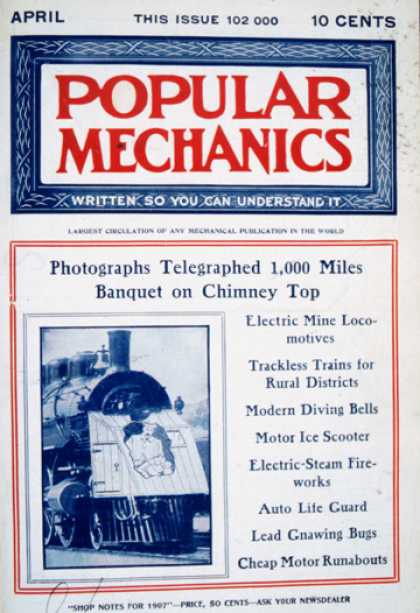 APRIL THIS ISSUE 102 000 10 CENTS
POPULAR
MECHANICS
WRITTEN SO YOU CAN UNDERSTAND IT
LARGEST CIRCULATION OF ANY MECHANICAL PUBLICATION IN THE WORLD
Photographs Telegraphed 1,000 Miles
Banquet on Chimney Top
Electric Mine Loco-
motives
Trackless Trains for
Rural Districts
Modern Diving Bells
Motor Ice Scooter
Electric-Steam Fire-
works
Auto Life Guard
Lead Gnawing Bugs
Cheap Motor Runabouts
"SHOP NOTES FOR 1907"—PRICE, 50 CENTS—ASK YOUR NEWSDEALER